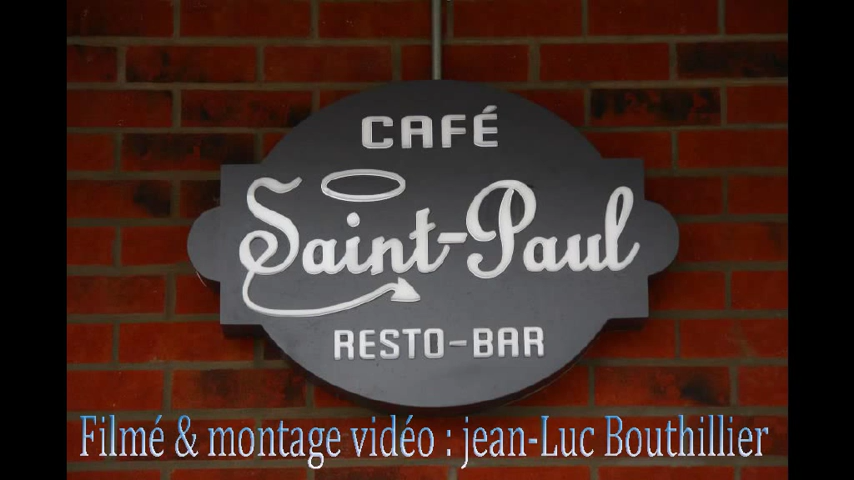 CAFÉ
Saint-Paul
RESTO-BAR
Filmé & montage vidéo : jean-Luc Bouthillier